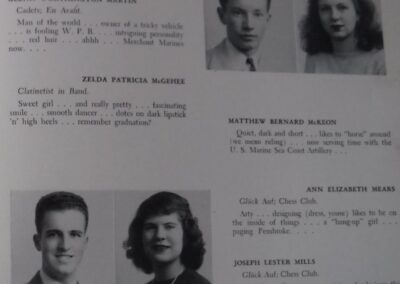 MARTIN
Cadets; En Avant.
Man of the world . . . owner of a tricky vehicle
. . . is fooling W. P. B. . . . intriguing personality
. . . red hair . . . ahhh . . . Merchant Marines
now. . . .
ZELDA PATRICIA McGEHEE
Clarinetist in Band.
Sweet girl . . . and really pretty . . . fascinating
smile . . . smooth dancer . . . dotes on dark lipstick
'n' high heels . . . remember graduation?
MATTHEW BERNARD McKEON
Quiet, dark and short . . . likes to "horse" around
(we mean riding) . . . now serving time with the
U. S. Marine Sea Coast Artillery . . .
ANN ELIZABETH MEARS
Glück Auf; Chess Club.
Arty . . . designing (dress, youse) likes to be on
the inside of things . . . a "hang-up" girl . . .
paging Pembroke. . . .
JOSEPH LESTER MILLS
Glück Auf; Chess Club.